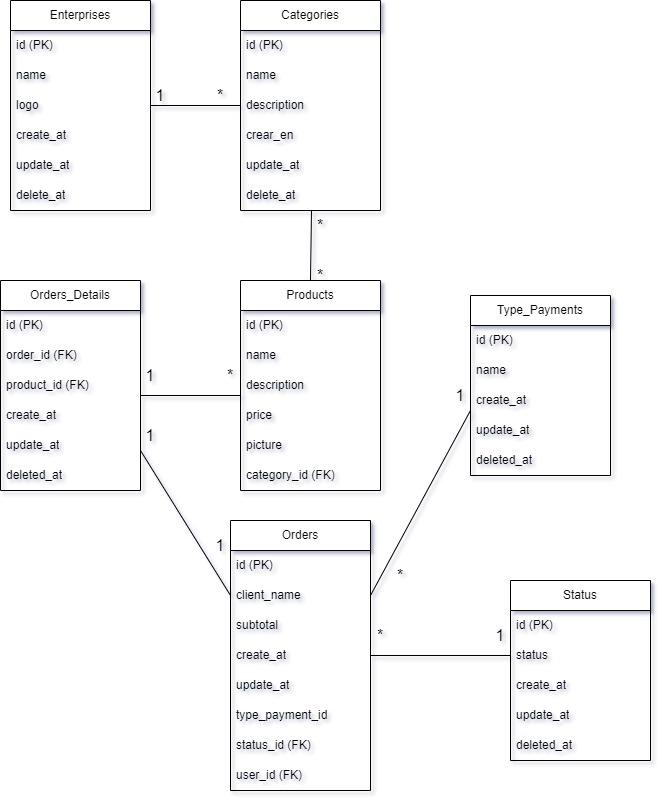 Enterprises
id (PK)
name
logo
create_at
update_at
delete_at
1
*
Categories
id (PK)
name
description
crear_en
update_at
delete_at
*
*
Orders_Details
id (PK)
order_id (FK)
product_id (FK)
create_at
update_at
deleted_at
1
*
1
1
Products
id (PK)
name
description
price
picture
category_id (FK)
Type_Payments
id (PK)
name
create_at
update_at
deleted_at
1
*
Orders
id (PK)
client_name
subtotal
create_at
update_at
type_payment_id
status_id (FK)
user_id (FK)
*
1
Status
id (PK)
status
create_at
update_at
deleted_at